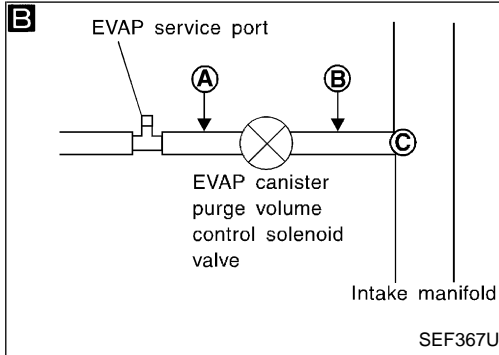 B
EVAP service port
A
B
C
EVAP canister
purge volume
control solenoid
valve
Intake manifold
SEF367U